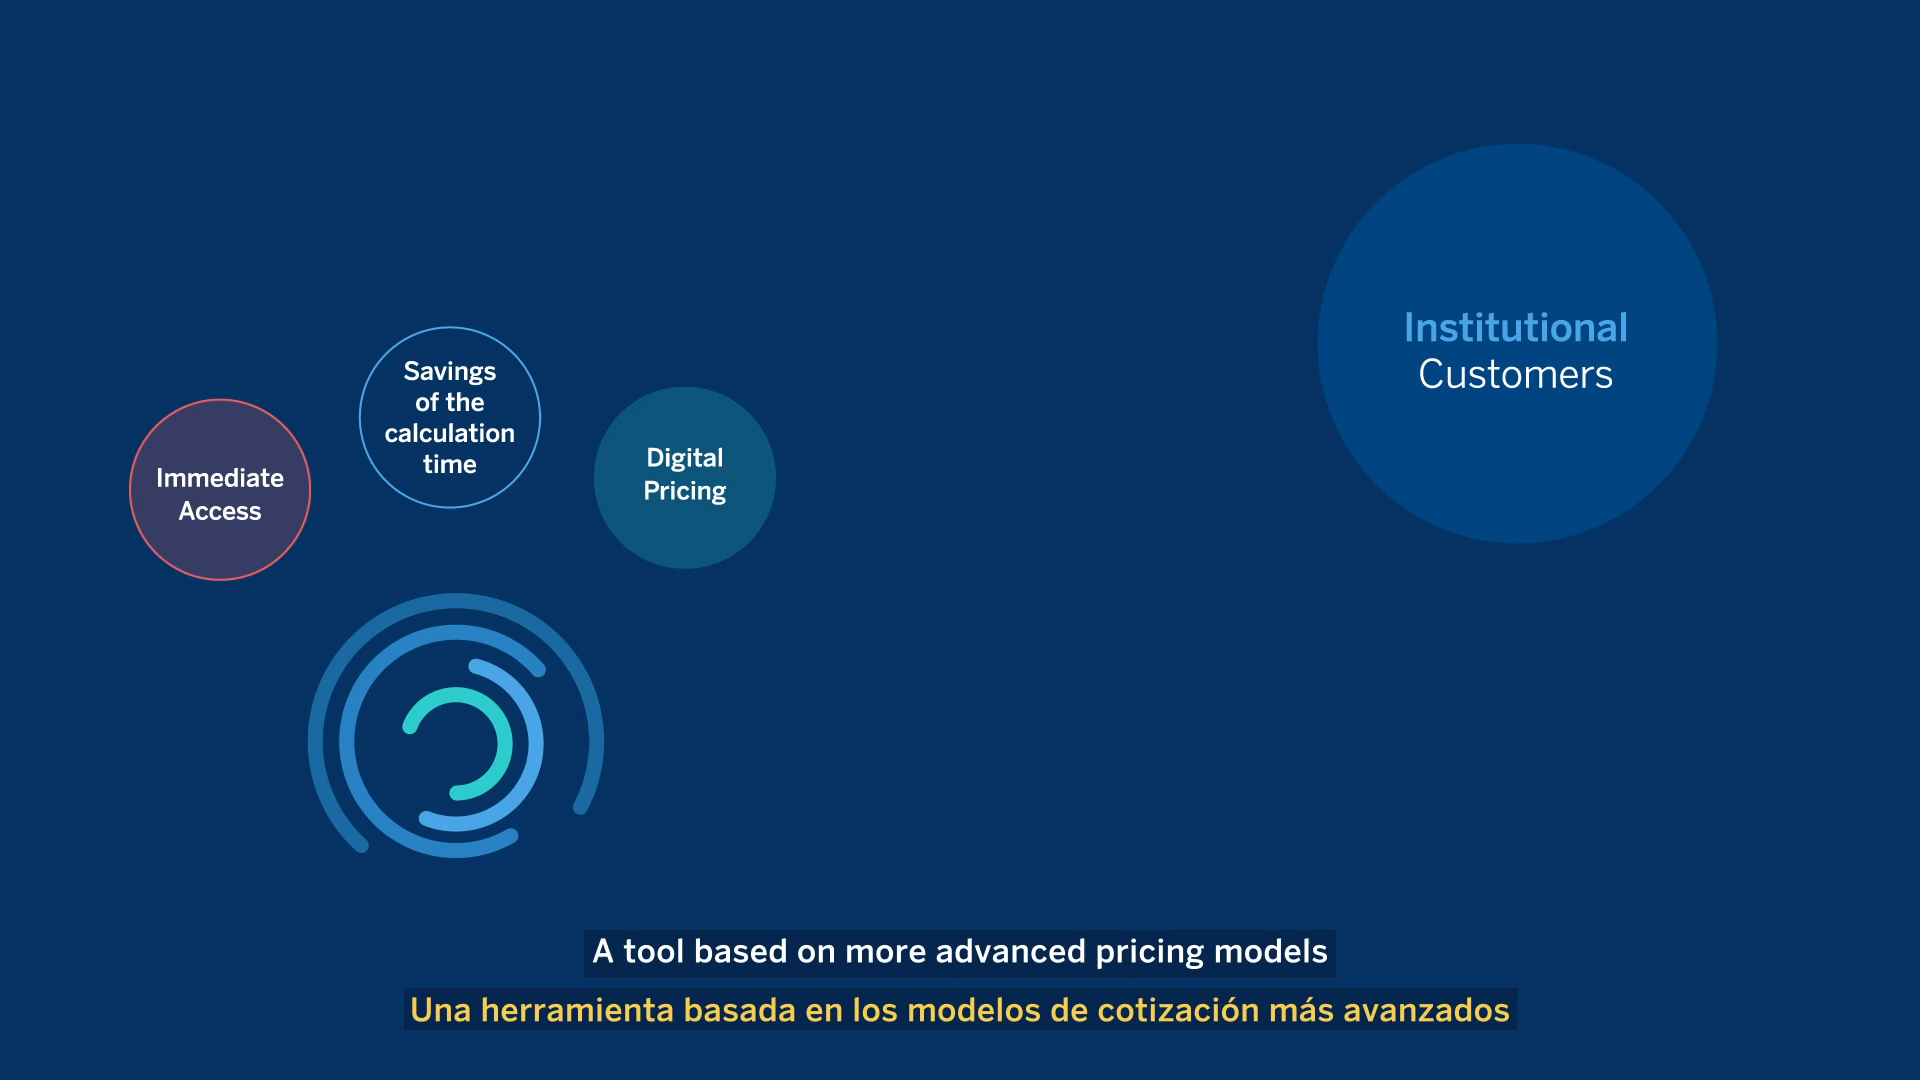 Institutional
Customers
Savings
of the
calculation
time
Immediate
Access
Digital
Pricing
A tool based on more advanced pricing models
Una herramienta basada en los modelos de cotización más avanzados